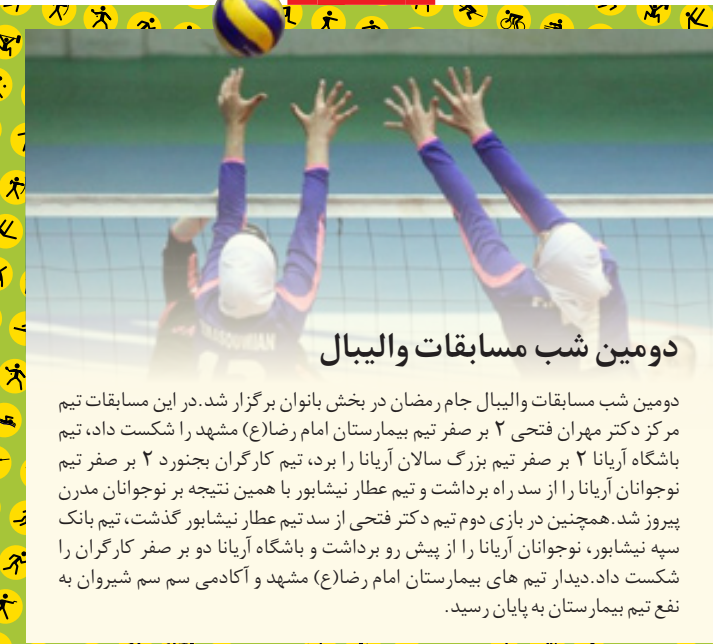 دومین شب مسابقات والیبال
دومین شب مسابقات والیبال جام رمضان در بخش بانوان برگزار شد.در این مسابقات تیم
مرکز دکتر مهران فتحی ۲ بر صفر تیم بیمارستان امام رضا(ع) مشهد را شکست داد، تیم
باشگاه آریانا ۲ بر صفر تیم بزرگ سالان آریانا را برد، تیم کارگران بجنورد ۲ بر صفر تیم
نوجوانان آریانا را از سد راه برداشت و تیم عطار نیشابور با همین نتیجه بر نوجوانان مدرن
پیروز شد.همچنین در بازی دوم تیم دکتر فتحی از سد تیم عطار نیشابور گذشت، تیم بانک
سپه نیشابور، نوجوانان آریانا را از پیش رو برداشت و باشگاه آریانا دو بر صفر کارگران را
شکست داد.دیدار تیم های بیمارستان امام رضا(ع) مشهد و آکادمی سم سم شیروان به
نفع تیم بیمارستان به پایان رسید.